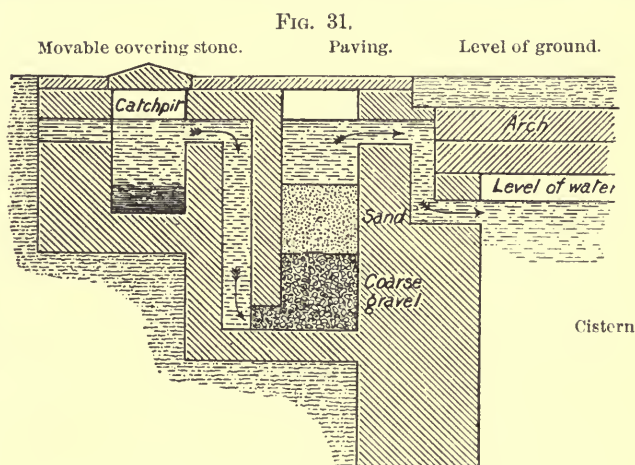 FIG. 31.
Movable covering stone. Paving. Level of ground.
Catchpit
Arch
Level of water
Sand
Coarse
gravel
Cistern